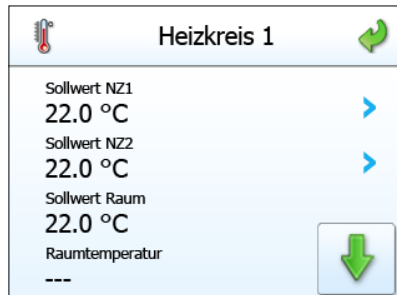 Heizkreis 1
Sollwert NZ1
22.0 °C
Sollwert NZ2
22.0 °C
Sollwert Raum
22.0 °C
Raumtemperatur
---